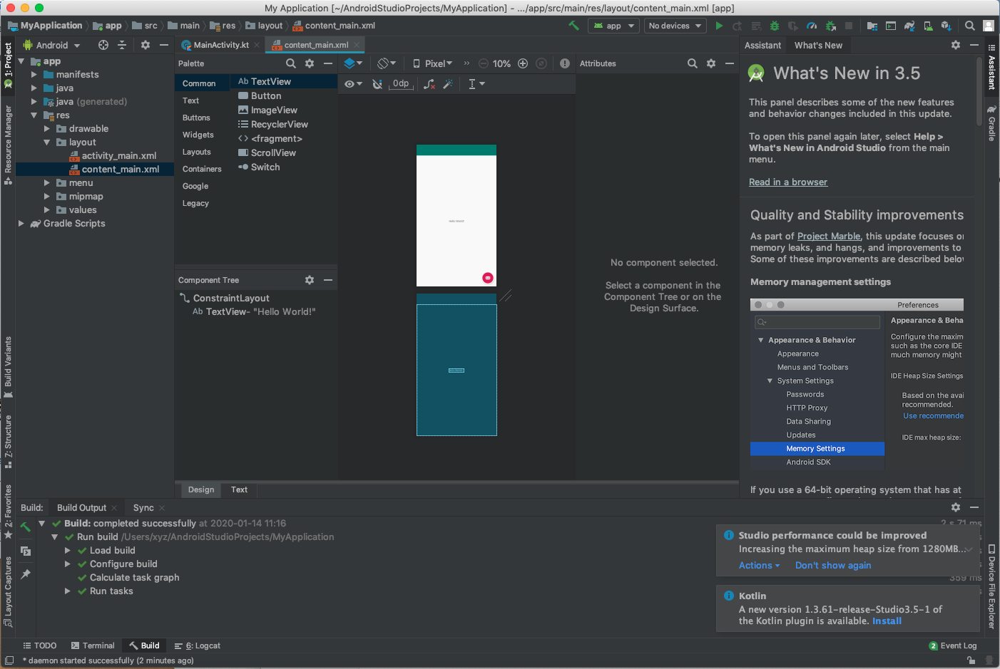 My Application [~/AndroidStudioProjects/MyApplication] – .../app/src/main/res/layout/content_main.xml [app]
MyApplication app src main res layout content_main.xml
app No devices
1: Project
Resource Manager
Build Variants
7: Structure
2: Favorites
Layout Captures
Android
app
manifests
java
java (generated)
res
drawable
layout
activity_main.xml
content_main.xml
menu
mipmap
values
Gradle Scripts
MainActivity.kt content_main.xml
Palette
Common
Text
Buttons
Widgets
Layouts
Containers
Google
Legacy
Ab TextView
Button
ImageView
RecyclerView
<fragment>
ScrollView
Switch
Component Tree
ConstraintLayout
Ab TextView– "Hello World!"
Pixel 10%
0dp
Hello World!
Design Text
Attributes
No component selected.
Select a component in the
Component Tree or on the
Design Surface.
Assistant What's New
What's New in 3.5
This panel describes some of the new features
and behavior changes included in this update.
To open this panel again later, select Help >
What's New in Android Studio from the main
menu.
Read in a browser
Quality and Stability improvements
As part of Project Marble, this update focuses
memory leaks, and hangs, and improvements to
Some of these improvements are described
Memory management settings
Preferences
Appearance & Behavior
Appearance
Menus and Toolbars
System Settings
Passwords
HTTP Proxy
Data Sharing
Updates
Memory Settings
Android SDK
Appearance & Beha
Configure the maxim
such as the core IDE
much memory might
IDE Heap Size Settings
Based on the avai
recommended.
Use recommende
IDE max heap size:
If you use a 64-bit operating system that has at
Assistant
Gradle
Device File Explorer
Build: Build Output Sync
Build: completed successfully at 2020-01-14 11:16
2 s 71 ms
Run build /Users/xyz/AndroidStudioProjects/MyApplication
Load build
Configure build
Calculate task graph
359 ms
Run tasks
Studio performance could be improved
Increasing the maximum heap size from 1280MB...
Actions Don't show again
Kotlin
A new version 1.3.61-release-Studio3.5-1 of
the Kotlin plugin is available. Install
TODO Terminal Build 6: Logcat
2 Event Log
* daemon started successfully (2 minutes ago)